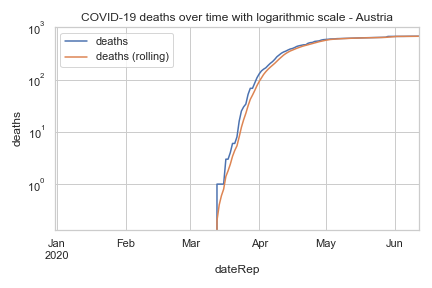 COVID-19 deaths over time with logarithmic scale - Austria
deaths
deaths (rolling)
10³
10²
10¹
10⁰
deaths
Jan Feb Mar Apr May Jun
2020
dateRep